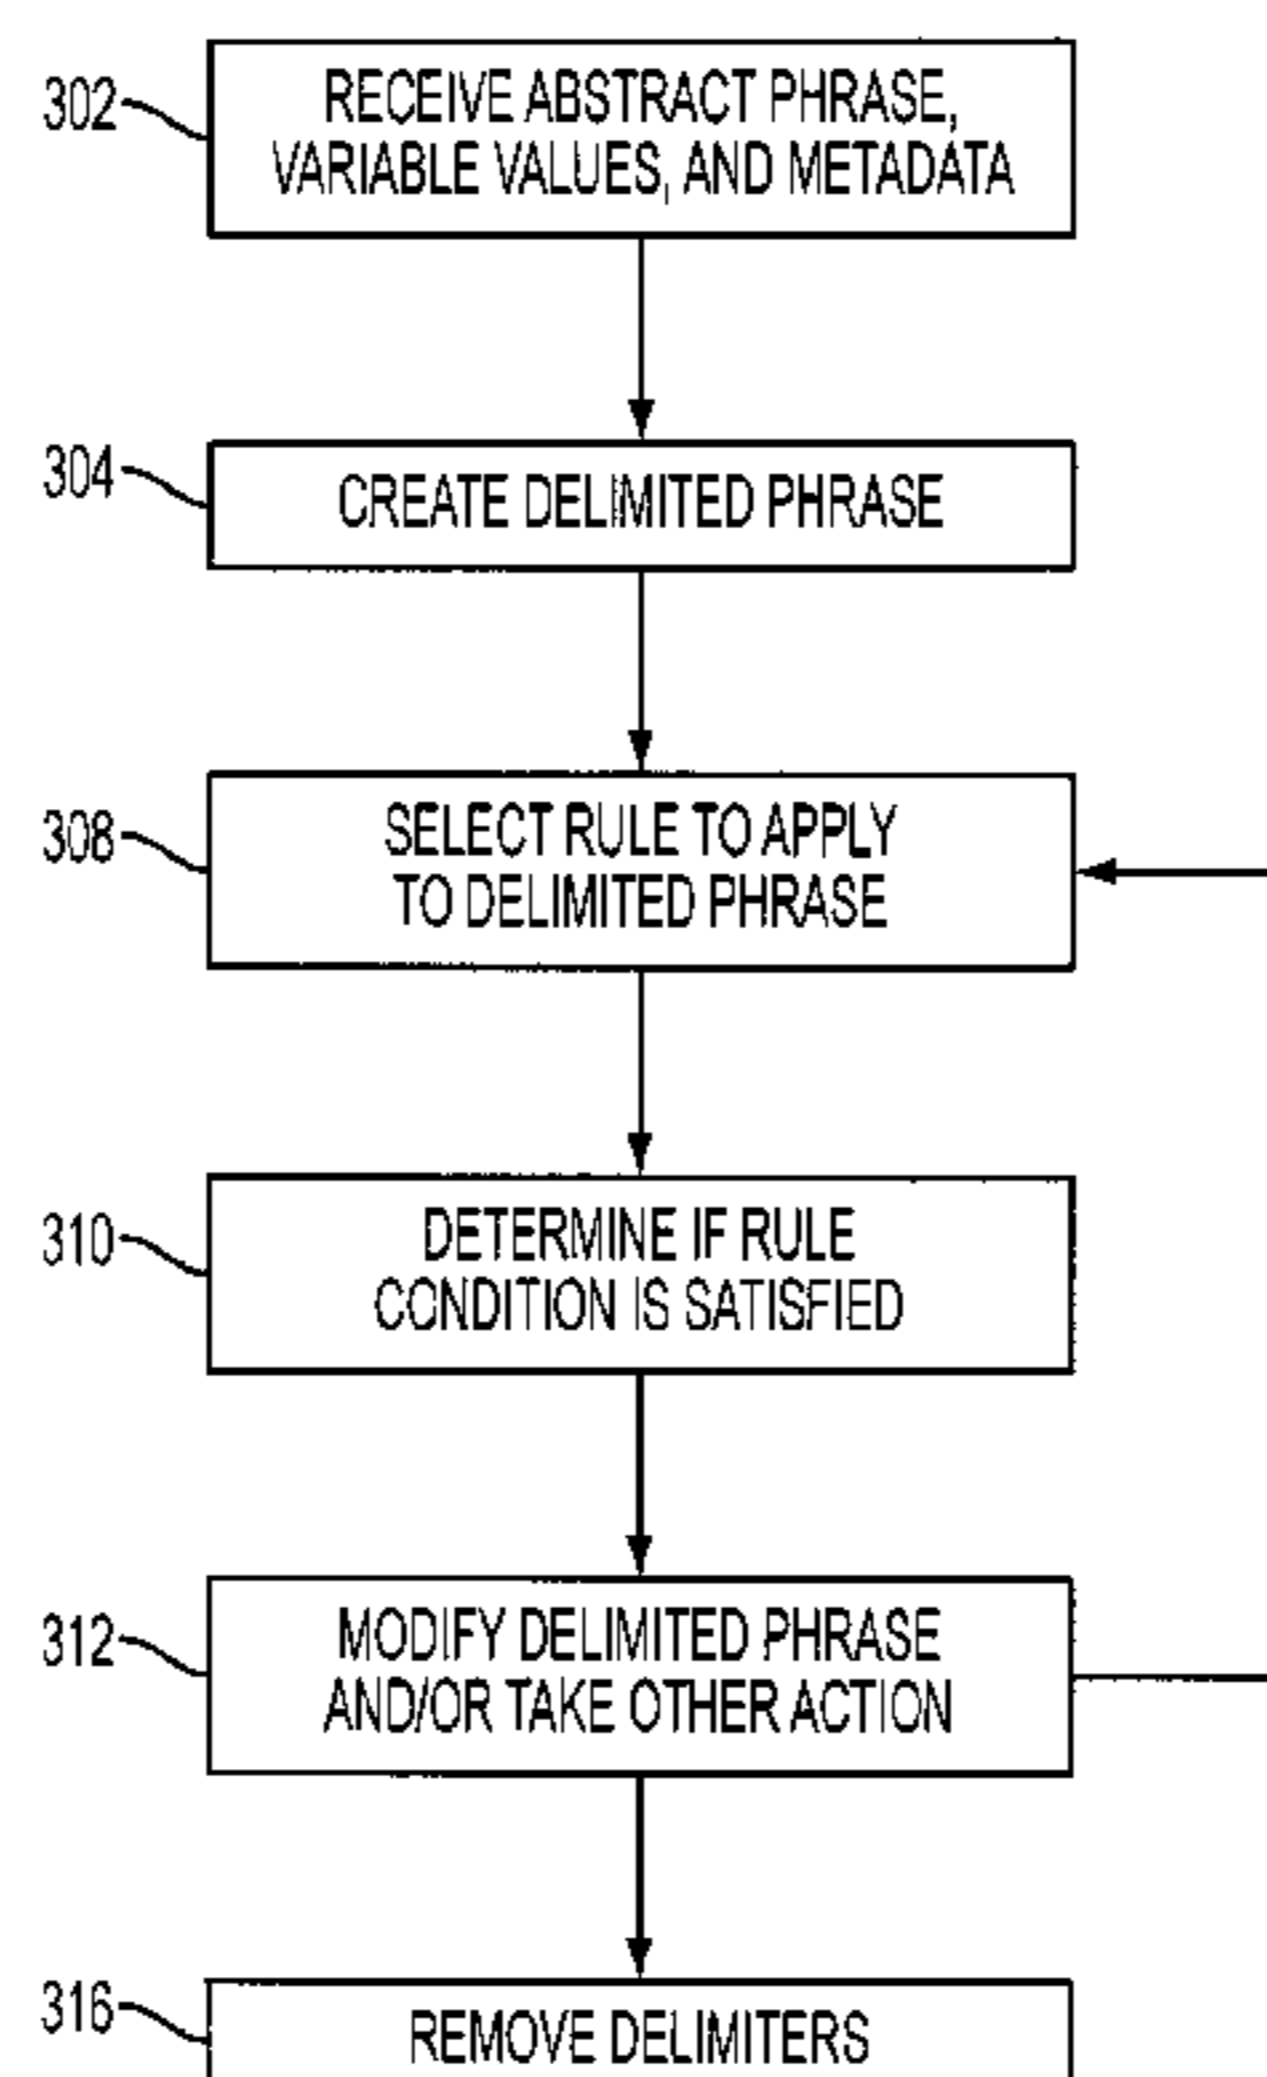 302
RECEIVE ABSTRACT PHRASE,
VARIABLE VALUES, AND METADATA
304
CREATE DELIMITED PHRASE
308
SELECT RULE TO APPLY
TO DELIMITED PHRASE
310
DETERMINE IF RULE
CONDITION IS SATISFIED
312
MODIFY DELIMITED PHRASE
AND/OR TAKE OTHER ACTION
316
REMOVE DELIMITERS